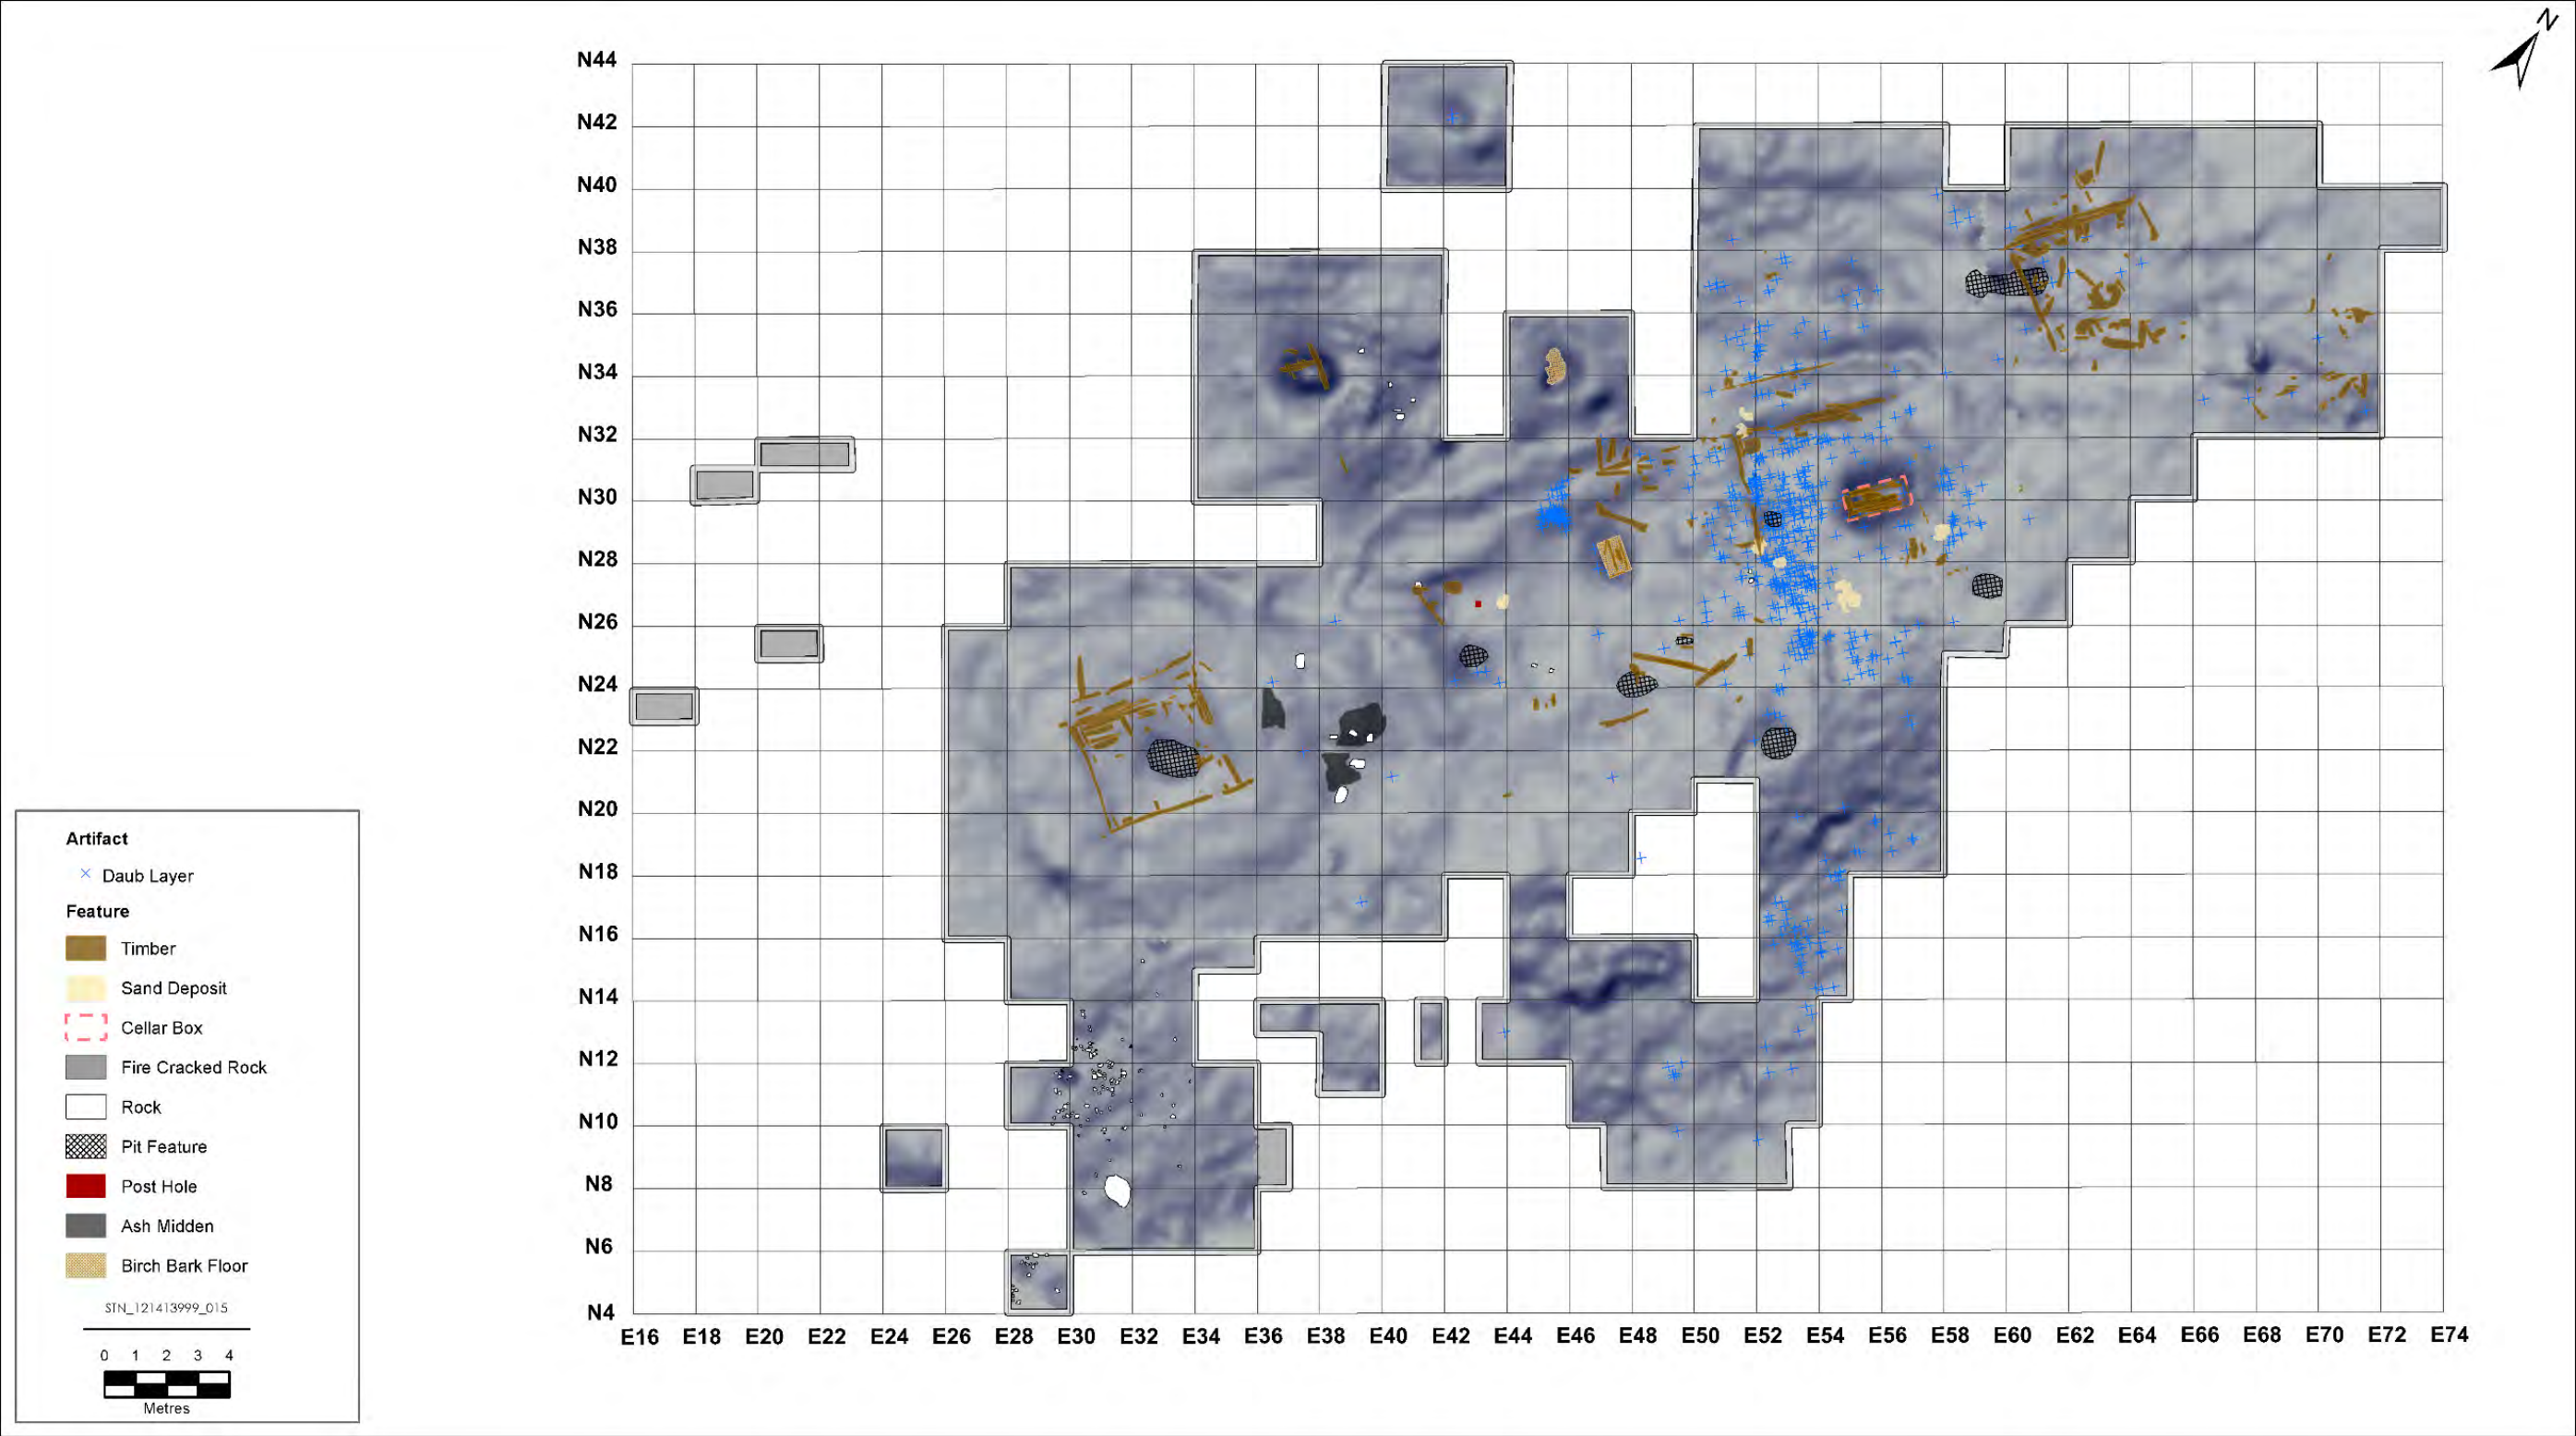 N
N44
N42
N40
N38
N36
N34
N32
N30
N28
N26
N24
N22
N20
N18
N16
N14
N12
N10
N8
N6
N4
E16 E18 E20 E22 E24 E26 E28 E30 E32 E34 E36 E38 E40 E42 E44 E46 E48 E50 E52 E54 E56 E58 E60 E62 E64 E66 E68 E70 E72 E74
Artifact
Daub Layer
Feature
Timber
Sand Deposit
Cellar Box
Fire Cracked Rock
Rock
Pit Feature
Post Hole
Ash Midden
Birch Bark Floor
STN_121413999_015
0 1 2 3 4
Metres